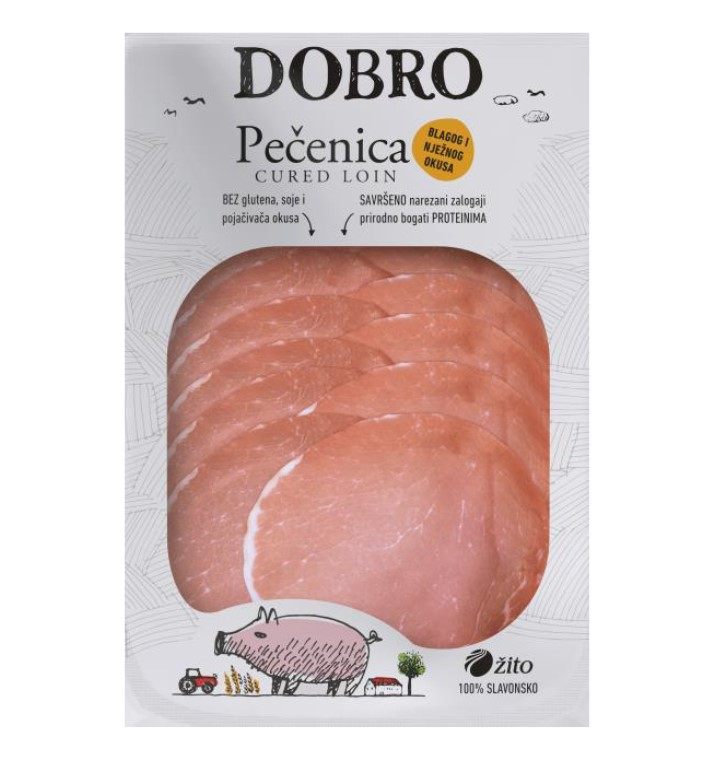 DOBRO
Pečenica
CURED LOIN
BLAGOG I
NJEŽNOG
OKUSA
BEZ glutena, soje i
pojačivača okusa
SAVRŠENO narezani zalogaji
prirodno bogati PROTEINIMA
žito
100% SLAVONSKO